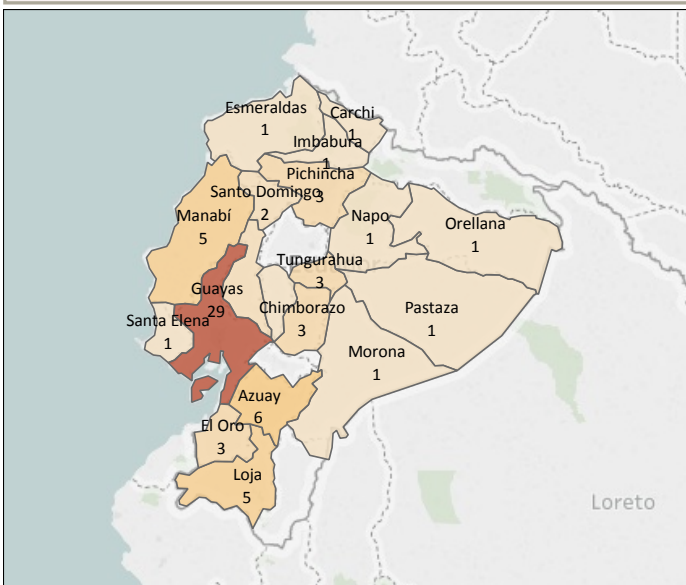 Esmeraldas
1
Carchi
1
Imbabura
1
Pichincha
3
Santo Domingo
2
Manabí
5
Napo
1
Orellana
1
Tungurahua
3
Guayas
29
Chimborazo
3
Pastaza
1
Santa Elena
1
Morona
1
Azuay
6
El Oro
3
Loja
5
Loreto